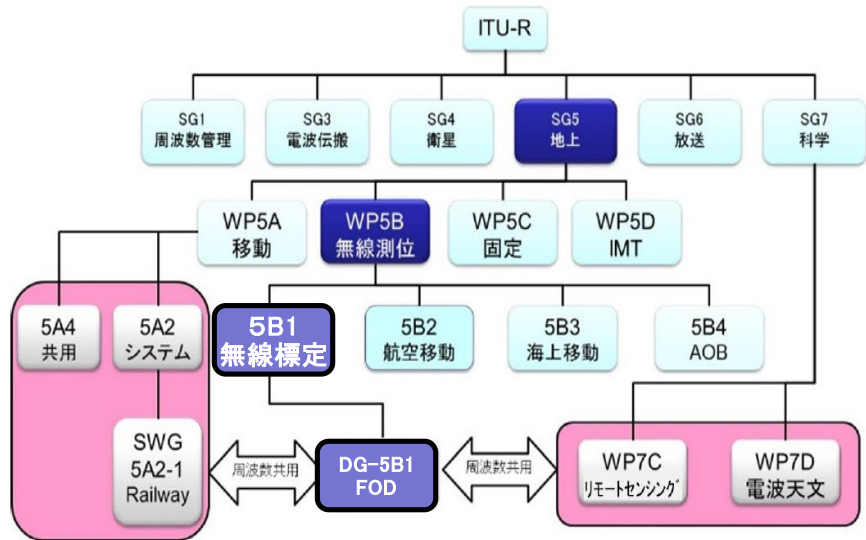 ITU-R
SG1
周波数管理
SG3
電波伝搬
SG4
衛星
SG5
地上
SG6
放送
SG7
科学
WP5A
移動
WP5B
無線測位
WP5C
固定
WP5D
IMT
5A4
共用
5A2
システム
5B1
無線標定
5B2
航空移動
5B3
海上移動
5B4
AOB
SWG
5A2-1
Railway
周波数共用
DG-5B1
FOD
周波数共用
WP7C
ﾘﾓｰﾄｾﾝｼﾝｸﾞ
WP7D
電波天文